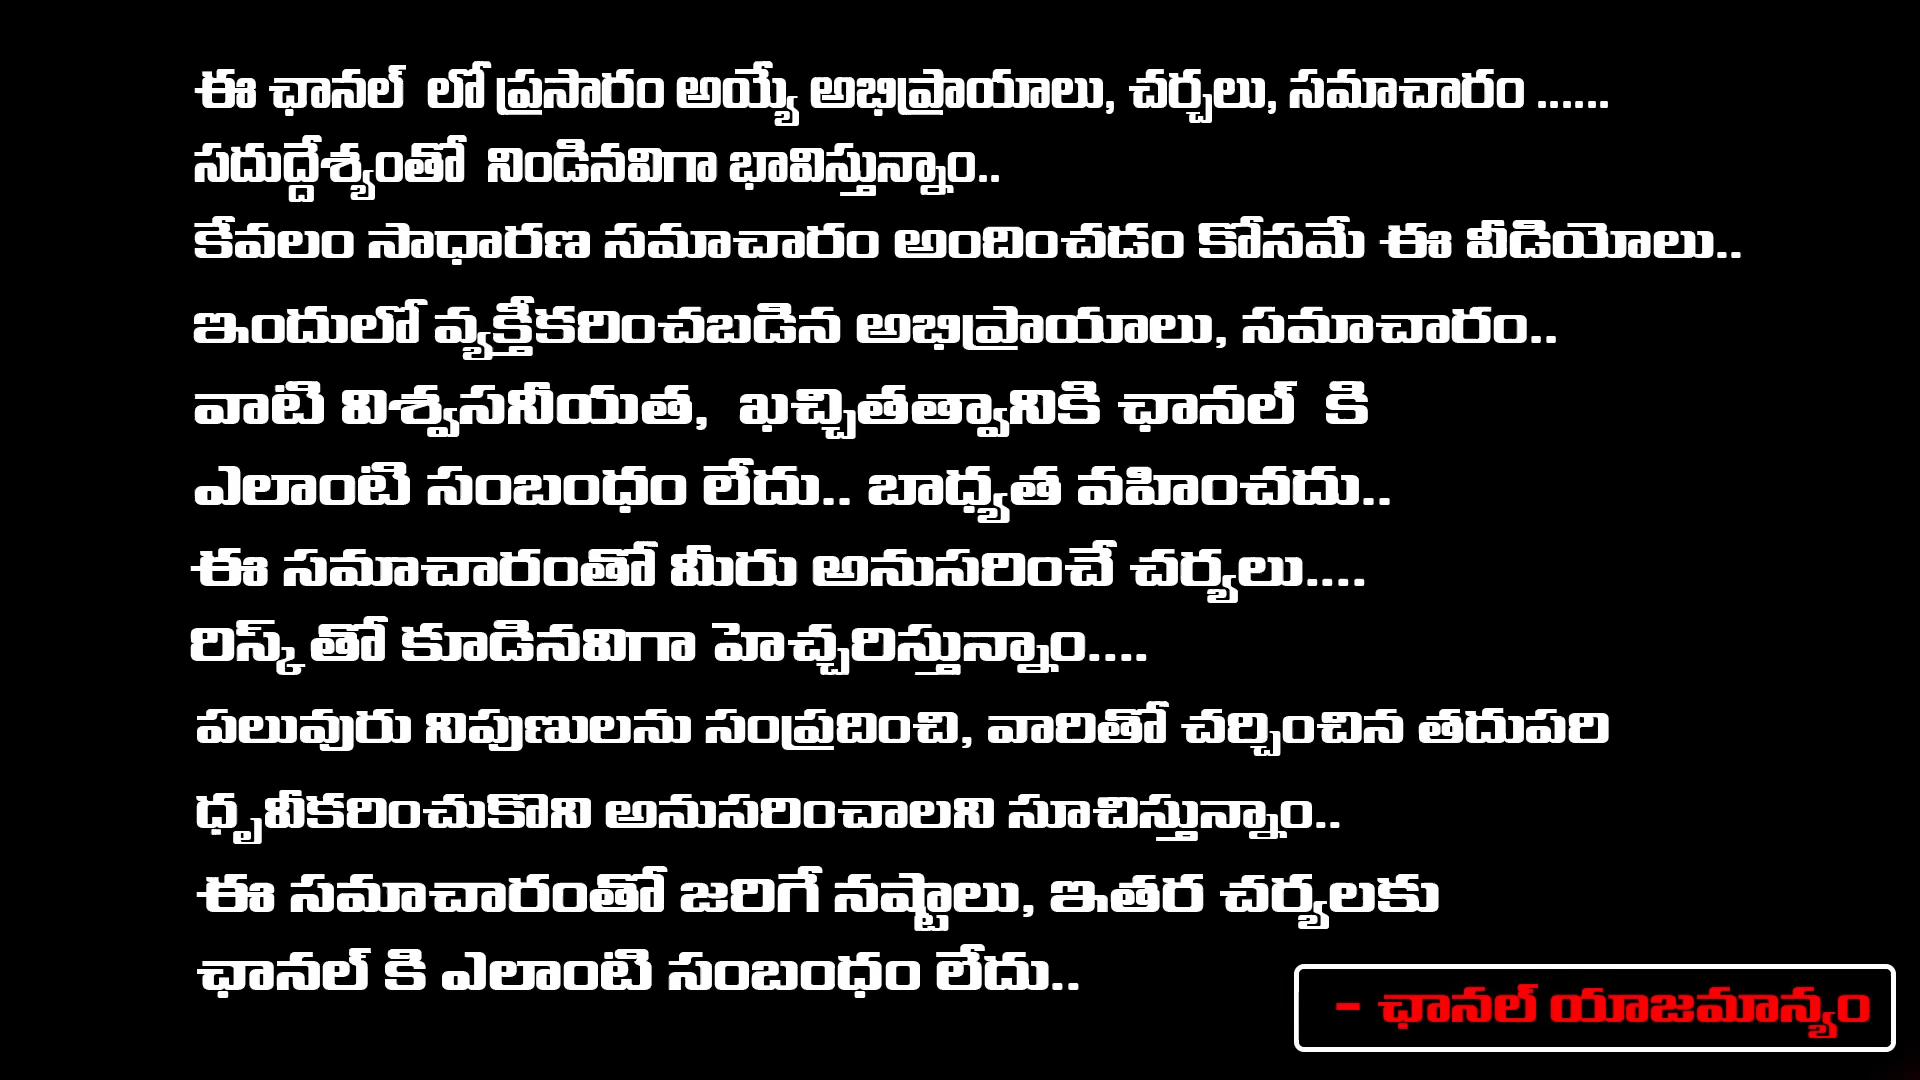 ఈ ఛానల్ లో ప్రసారం అయ్యే అభిప్రాయాలు, చర్చలు, సమాచారం ......
సదుద్దేశ్యంతో నిండినవిగా భావిస్తున్నాం..
కేవలం సాధారణ సమాచారం అందించడం కోసమే ఈ వీడియోలు..
ఇందులో వ్యక్తీకరించబడిన అభిప్రాయాలు, సమాచారం..
వాటి విశ్వసనీయత, ఖచ్చితత్వానికి ఛానల్ కి
ఎలాంటి సంబంధం లేదు.. బాధ్యత వహించదు..
ఈ సమాచారంతో మీరు అనుసరించే చర్యలు....
రిస్క్ తో కూడినవిగా హెచ్చరిస్తున్నాం....
పలువురు నిపుణులను సంప్రదించి, వారితో చర్చించిన తదుపరి
ధృవీకరించుకొని అనుసరించాలని సూచిస్తున్నాం..
ఈ సమాచారంతో జరిగే నష్టాలు, ఇతర చర్యలకు
ఛానల్ కి ఎలాంటి సంబంధం లేదు..
- ఛానల్ యాజమాన్యం